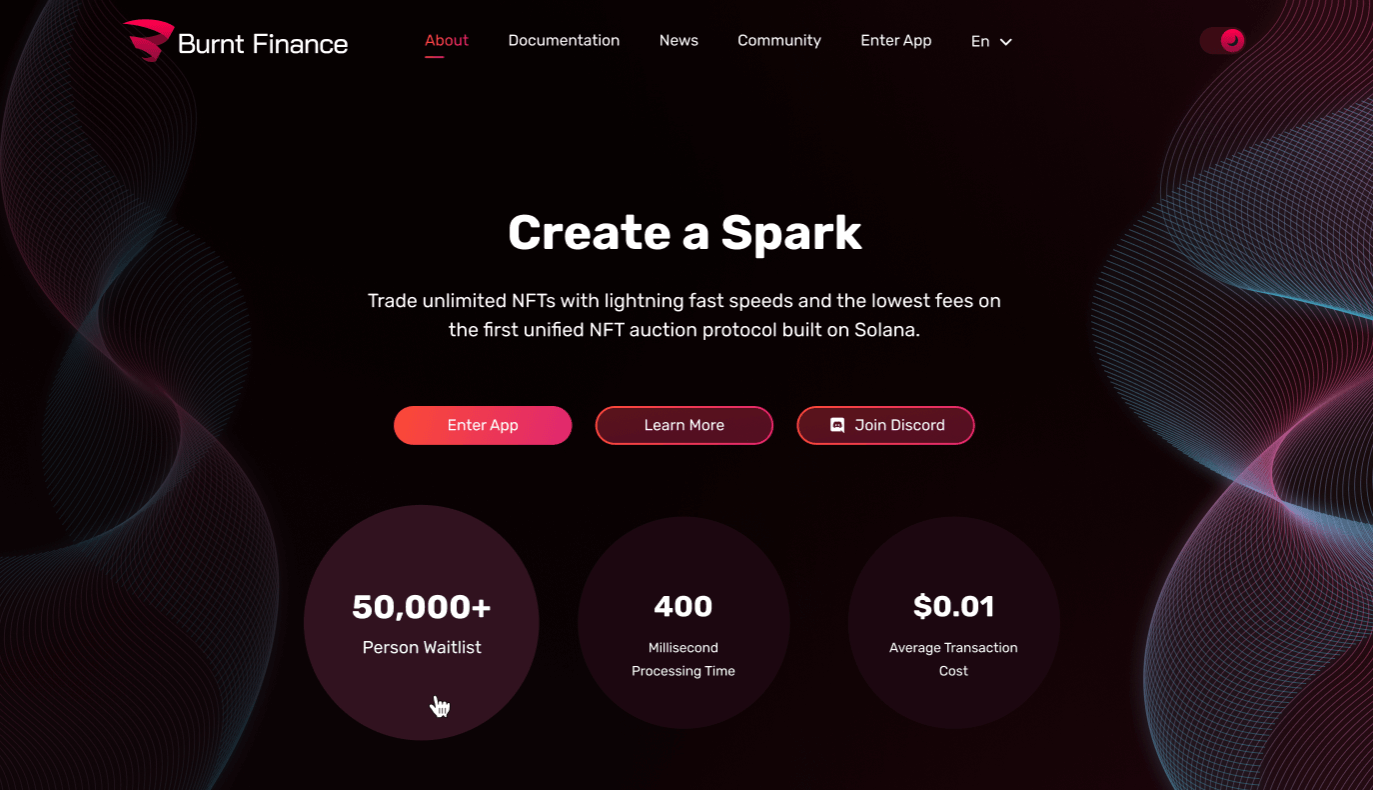 Burnt Finance
About
Documentation
News
Community
Enter App
En
Create a Spark
Trade unlimited NFTs with lightning fast speeds and the lowest fees on
the first unified NFT auction protocol built on Solana.
Enter App
Learn More
Join Discord
50,000+
Person Waitlist
400
Millisecond
Processing Time
$0.01
Average Transaction
Cost